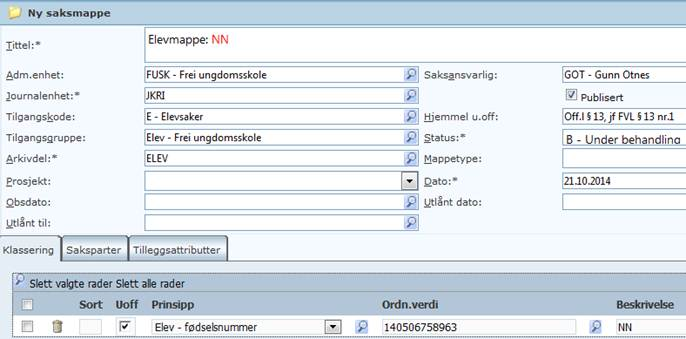 Ny saksmappe
Tittel:* Elevmappe: NN
Adm.enhet: FUSK - Frei ungdomsskole Saksansvarlig: GOT - Gunn Otnes
Journalenhet:* JKRI Publisert
Tilgangskode: E - Elevsaker Hjemmel u.off: Off.l § 13, jf FVL § 13 nr.1
Tilgangsgruppe: Elev - Frei ungdomsskole Status:* B - Under behandling
Arkivdel:* ELEV Mappetype:
Prosjekt: Dato:* 21.10.2014
Obsdato: Utlånt dato:
Utlånt til:
Klassering Saksparter Tilleggsattributter
Slett valgte rader Slett alle rader
Sort Uoff Prinsipp Ordn.verdi Beskrivelse
Elev - fødselsnummer 140506758963 NN